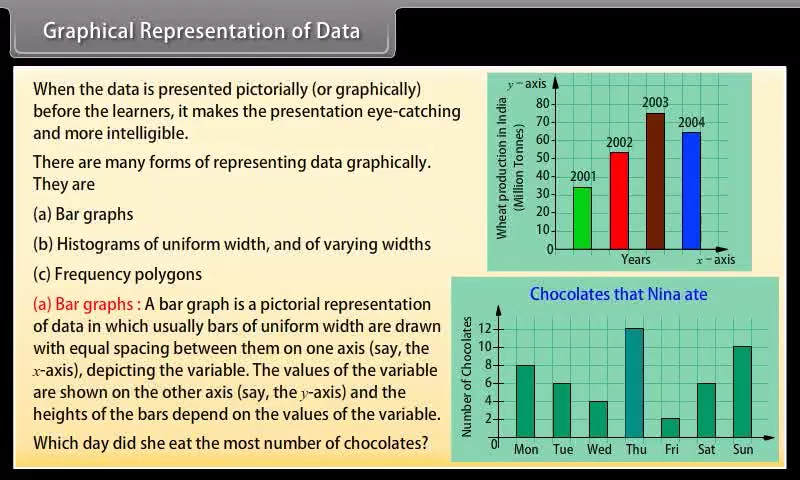 Graphical Representation of Data
When the data is presented pictorially (or graphically)
before the learners, it makes the presentation eye-catching
and more intelligible.
There are many forms of representing data graphically.
They are
(a) Bar graphs
(b) Histograms of uniform width, and of varying widths
(c) Frequency polygons
(a) Bar graphs : A bar graph is a pictorial representation
of data in which usually bars of uniform width are drawn
with equal spacing between them on one axis (say, the
x-axis), depicting the variable. The values of the variable
are shown on the other axis (say, the y-axis) and the
heights of the bars depend on the values of the variable.
Which day did she eat the most number of chocolates?
y – axis
Wheat production in India
(Million Tonnes)
80
70
60
50
40
30
20
10
0
2001
2002
2003
2004
Years
x – axis
Chocolates that Nina ate
Number of Chocolates
12
10
8
6
4
2
0
Mon Tue Wed Thu Fri Sat Sun